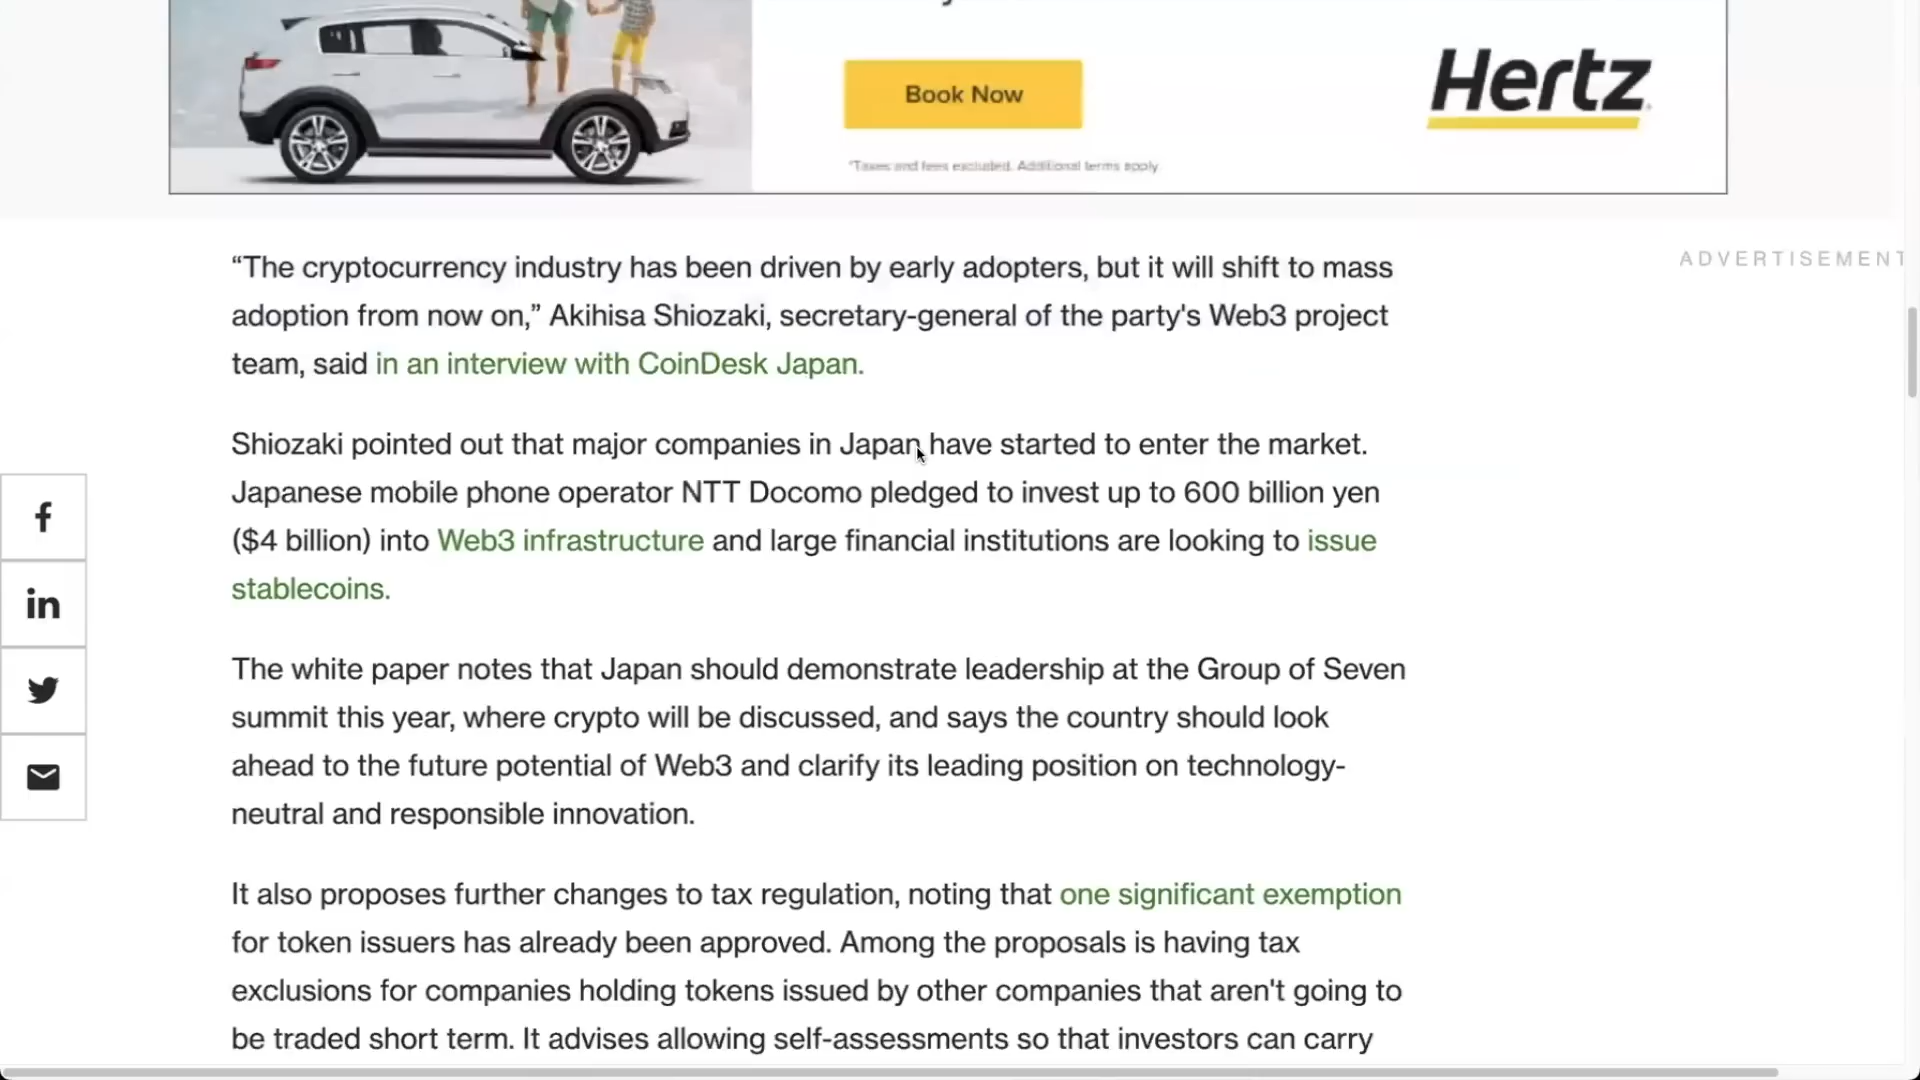 Book Now
Hertz
*Taxes and fees excluded. Additional terms apply.
“The cryptocurrency industry has been driven by early adopters, but it will shift to mass
ADVERTISEMENT
adoption from now on,” Akihisa Shiozaki, secretary-general of the party's Web3 project
team, said in an interview with CoinDesk Japan.
Shiozaki pointed out that major companies in Japan have started to enter the market.
Japanese mobile phone operator NTT Docomo pledged to invest up to 600 billion yen
($4 billion) into Web3 infrastructure and large financial institutions are looking to issue
stablecoins.
The white paper notes that Japan should demonstrate leadership at the Group of Seven
summit this year, where crypto will be discussed, and says the country should look
ahead to the future potential of Web3 and clarify its leading position on technology-
neutral and responsible innovation.
It also proposes further changes to tax regulation, noting that one significant exemption
for token issuers has already been approved. Among the proposals is having tax
exclusions for companies holding tokens issued by other companies that aren't going to
be traded short term. It advises allowing self-assessments so that investors can carry